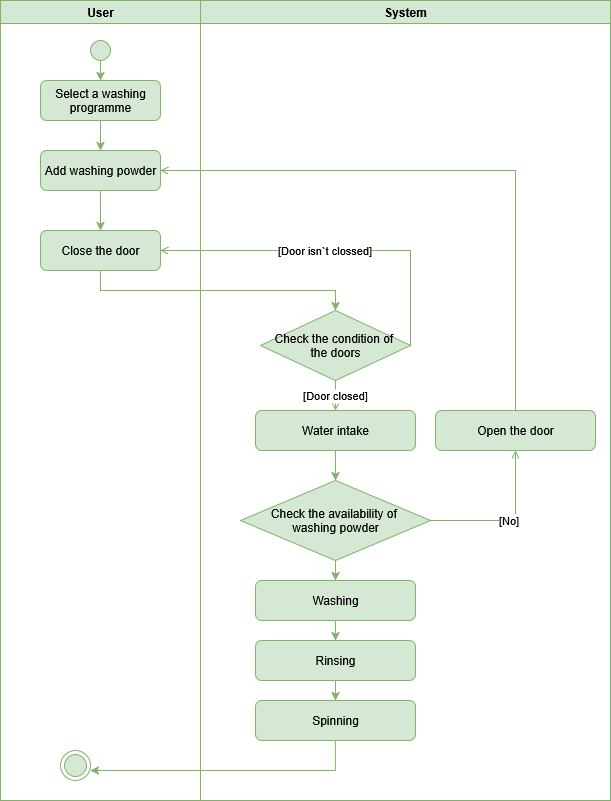 User
System
Select a washing
programme
Add washing powder
Close the door
[Door isn`t clossed]
Check the condition of
the doors
[Door closed]
Water intake
Open the door
Check the availability of
washing powder
[No]
Washing
Rinsing
Spinning